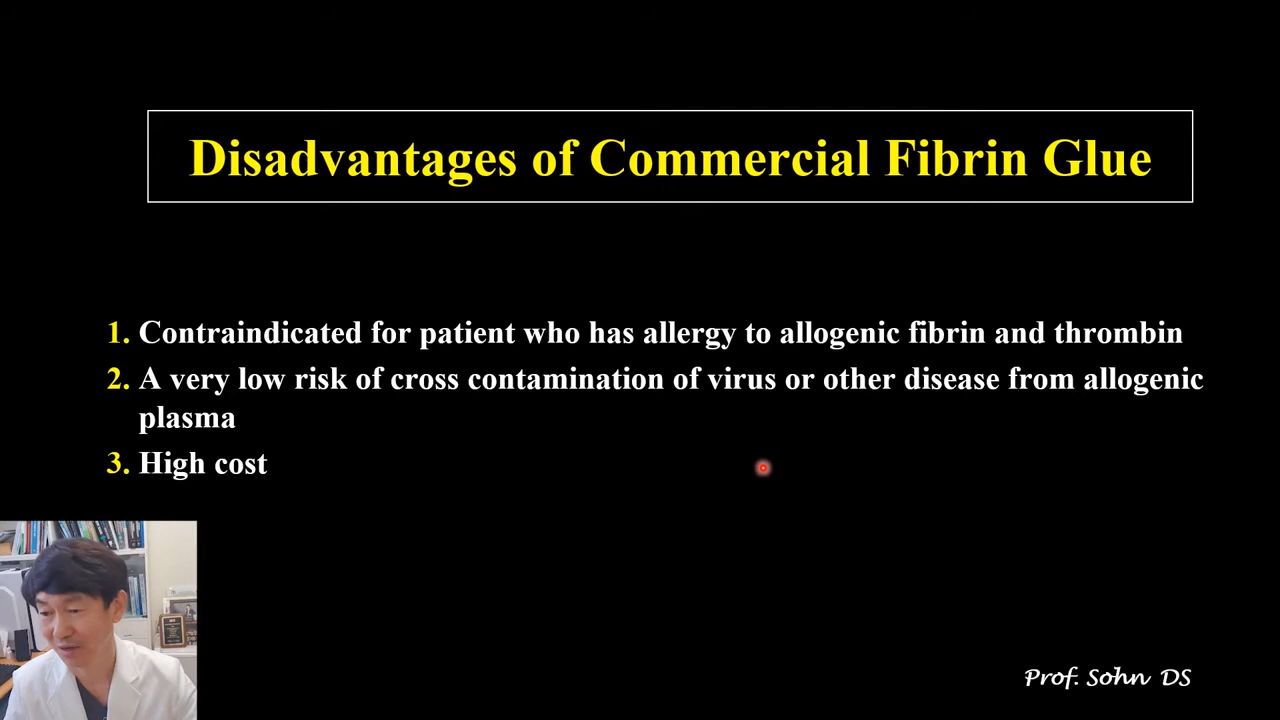 Disadvantages of Commercial Fibrin Glue
1. Contraindicated for patient who has allergy to allogenic fibrin and thrombin
2. A very low risk of cross contamination of virus or other disease from allogenic
plasma
3. High cost
Prof. Sohn DS